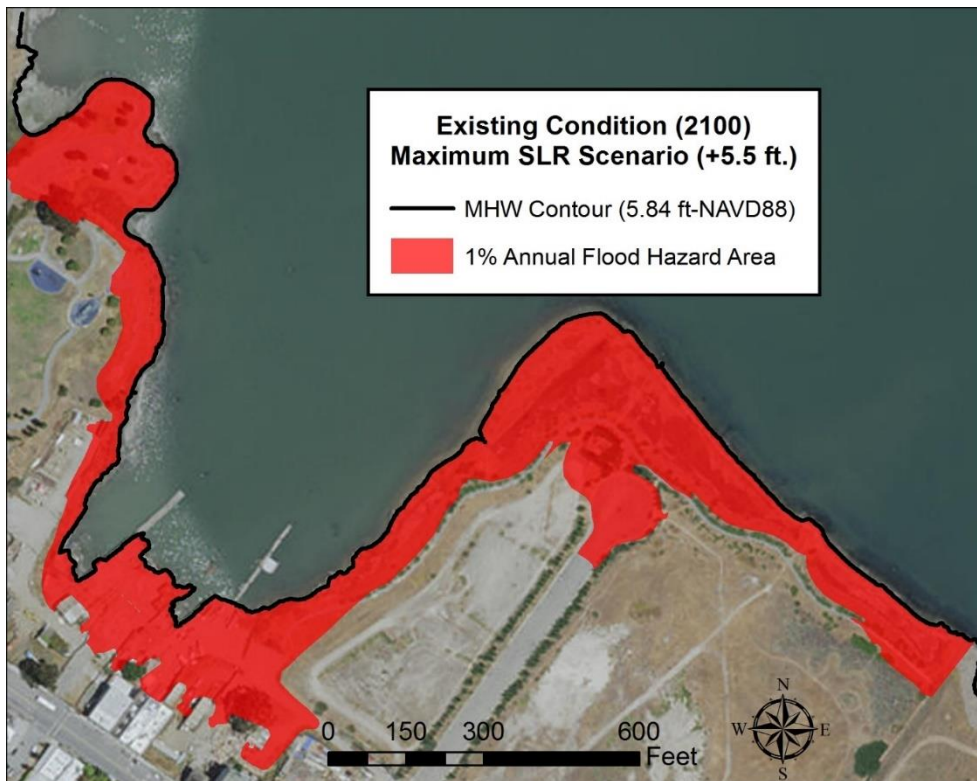 Existing Condition (2100)
Maximum SLR Scenario (+5.5 ft.)
MHW Contour (5.84 ft-NAVD88)
1% Annual Flood Hazard Area
N
W E
S
0 150 300 600
Feet